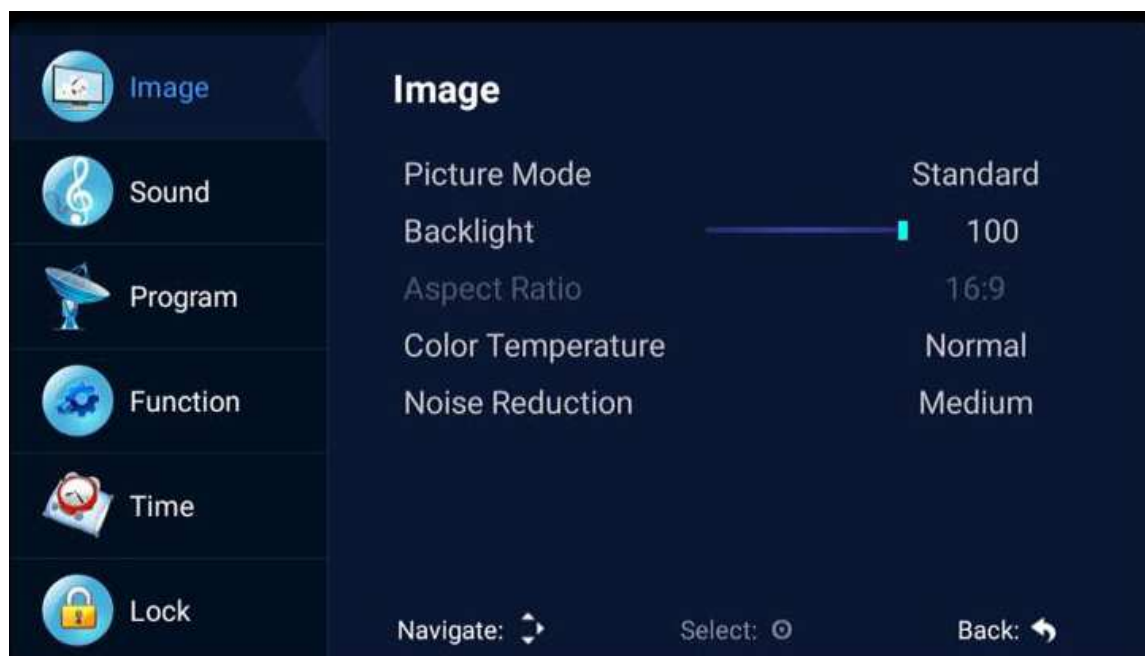 Image
Sound
Program
Function
Time
Lock
Image
Picture Mode Standard
Backlight 100
Aspect Ratio 16:9
Color Temperature Normal
Noise Reduction Medium
Navigate: Select: Back: